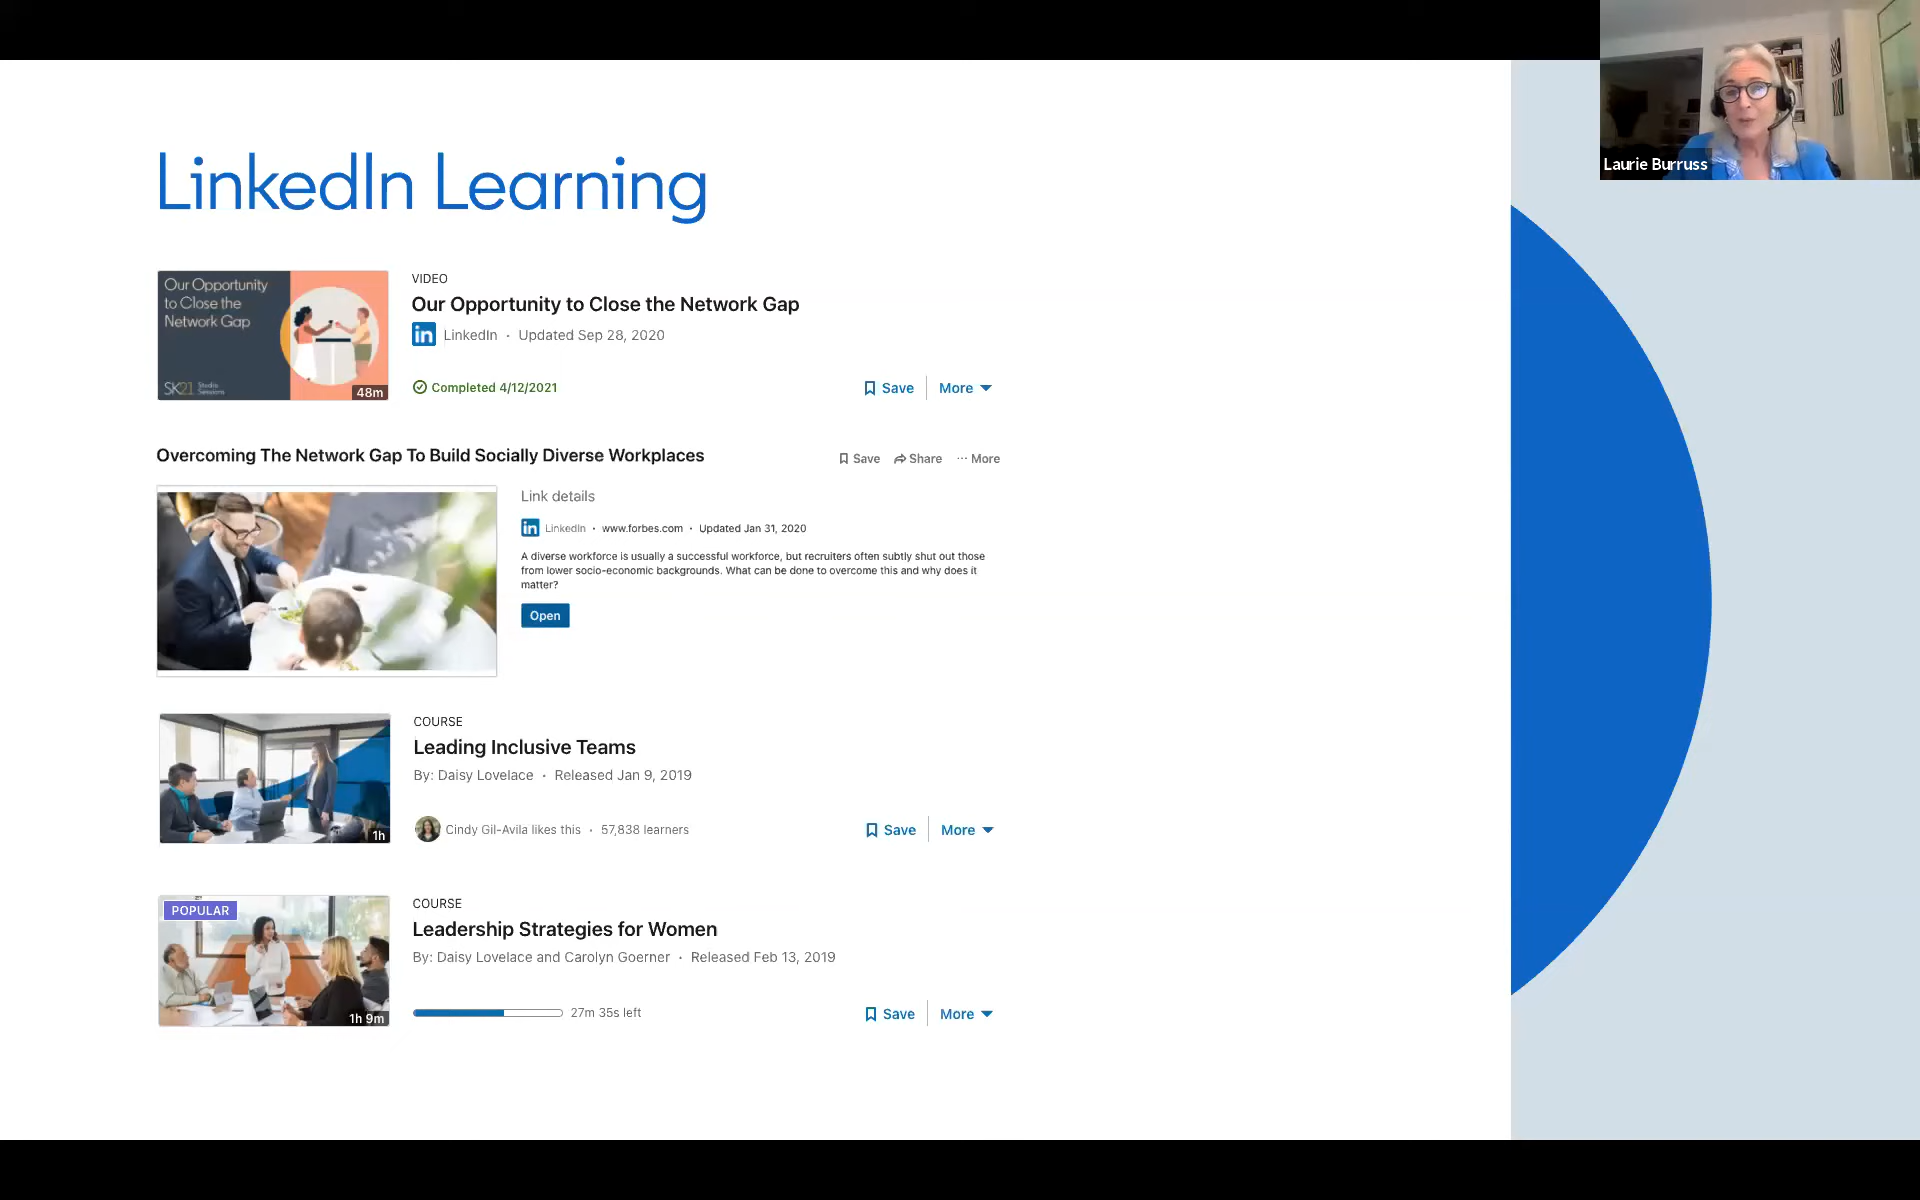 Laurie Burruss
LinkedIn Learning
Our Opportunity
to Close the
Network Gap
SK21 Studio
Sessions
48m
VIDEO
Our Opportunity to Close the Network Gap
in LinkedIn · Updated Sep 28, 2020
Completed 4/12/2021
Save More
Overcoming The Network Gap To Build Socially Diverse Workplaces
Save Share ··· More
Link details
in LinkedIn · www.forbes.com · Updated Jan 31, 2020
A diverse workforce is usually a successful workforce, but recruiters often subtly shut out those
from lower socio-economic backgrounds. What can be done to overcome this and why does it
matter?
Open
1h
COURSE
Leading Inclusive Teams
By: Daisy Lovelace · Released Jan 9, 2019
Cindy Gil-Avila likes this · 57,838 learners
Save More
POPULAR
1h 9m
COURSE
Leadership Strategies for Women
By: Daisy Lovelace and Carolyn Goerner · Released Feb 13, 2019
27m 35s left
Save More